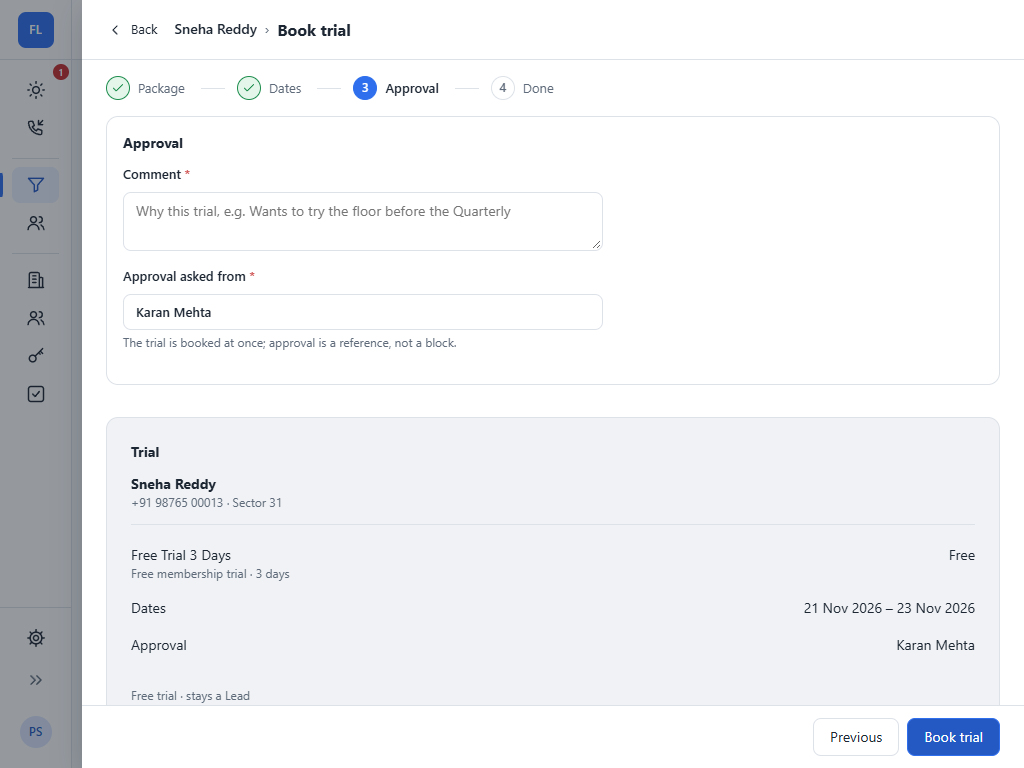 FL
Back Sneha Reddy › Book trial
1
Package Dates 3 Approval 4 Done
Approval
Comment *
Why this trial, e.g. Wants to try the floor before the Quarterly
Approval asked from *
Karan Mehta
The trial is booked at once; approval is a reference, not a block.
Trial
Sneha Reddy
+91 98765 00013 · Sector 31
Free Trial 3 Days Free
Free membership trial · 3 days
Dates 21 Nov 2026 – 23 Nov 2026
Approval Karan Mehta
Free trial · stays a Lead
PS
Previous Book trial